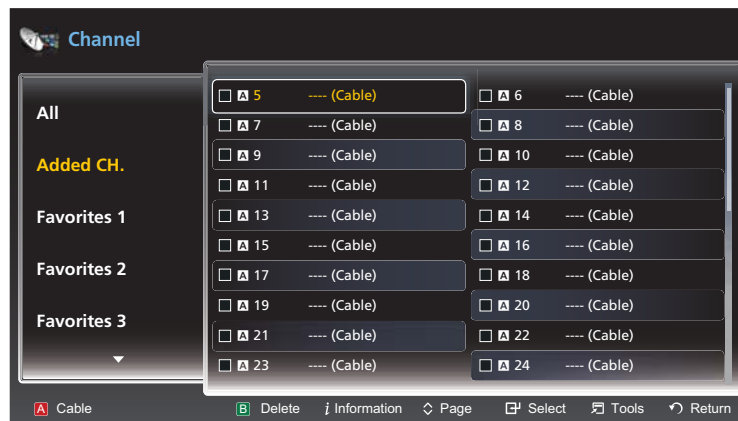 Channel
All
Added CH.
Favorites 1
Favorites 2
Favorites 3
A 5 ---- (Cable) A 6 ---- (Cable)
A 7 ---- (Cable) A 8 ---- (Cable)
A 9 ---- (Cable) A 10 ---- (Cable)
A 11 ---- (Cable) A 12 ---- (Cable)
A 13 ---- (Cable) A 14 ---- (Cable)
A 15 ---- (Cable) A 16 ---- (Cable)
A 17 ---- (Cable) A 18 ---- (Cable)
A 19 ---- (Cable) A 20 ---- (Cable)
A 21 ---- (Cable) A 22 ---- (Cable)
A 23 ---- (Cable) A 24 ---- (Cable)
A Cable B Delete i Information Page Select Tools Return